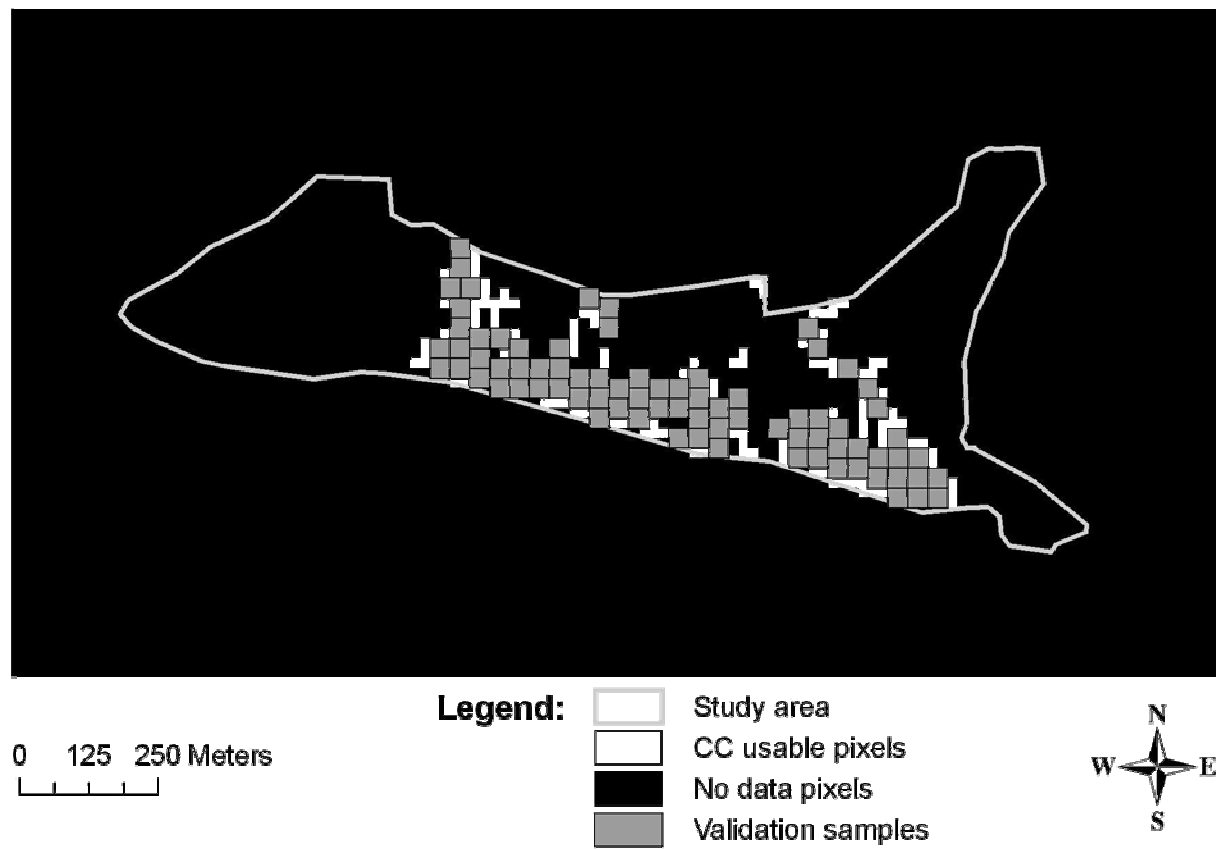 Legend:
Study area
CC usable pixels
No data pixels
Validation samples
0 125 250 Meters
N
W E
S